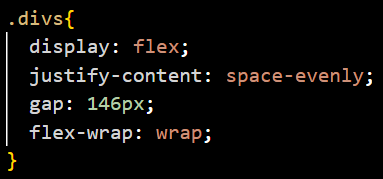 .divs{
display: flex;
justify-content: space-evenly;
gap: 146px;
flex-wrap: wrap;
}